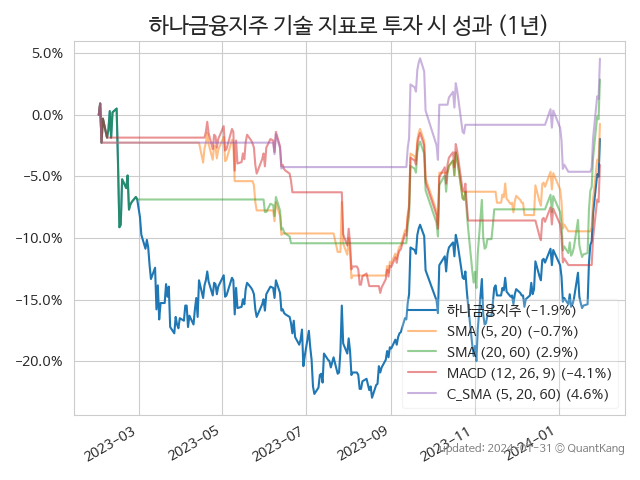 하나금융지주 기술 지표로 투자 시 성과 (1년)
5.0%
0.0%
−5.0%
−10.0%
−15.0%
−20.0%
하나금융지주 (−1.9%)
SMA (5, 20) (−0.7%)
SMA (20, 60) (2.9%)
MACD (12, 26, 9) (−4.1%)
C_SMA (5, 20, 60) (4.6%)
2023-03
2023-05
2023-07
2023-09
2023-11
2024-01
updated: 2024-01-31 © QuantKang